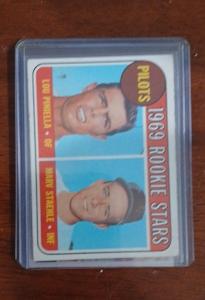 1969 ROOKIE STARS
PILOTS
LOU PINIELLA • OF
MARV STAEHLE • INF